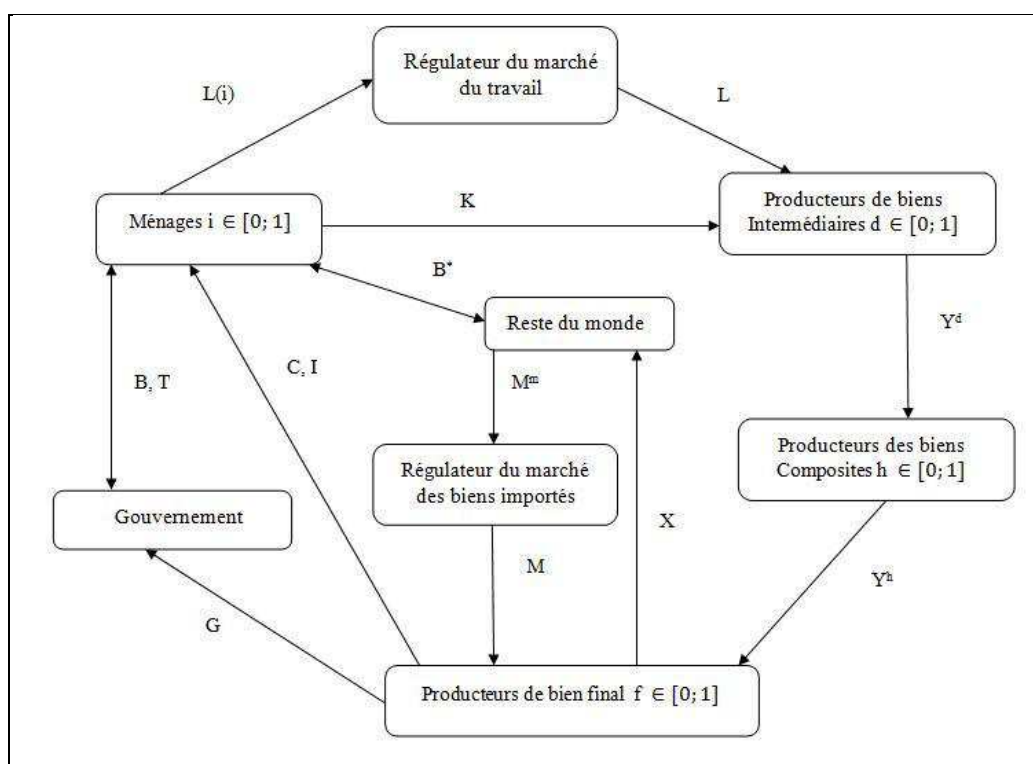 Régulateur du marché
du travail
L(i)
L
Producteurs de biens
Intermédiaires d ∈ [0; 1]
K
Ménages i ∈ [0; 1]
B*
Reste du monde
Yᵈ
B, T
C, I
Mᵐ
Producteurs des biens
Composites h ∈ [0; 1]
Régulateur du marché
des biens importés
Gouvernement
X
M
Yʰ
G
Producteurs de bien final f ∈ [0; 1]